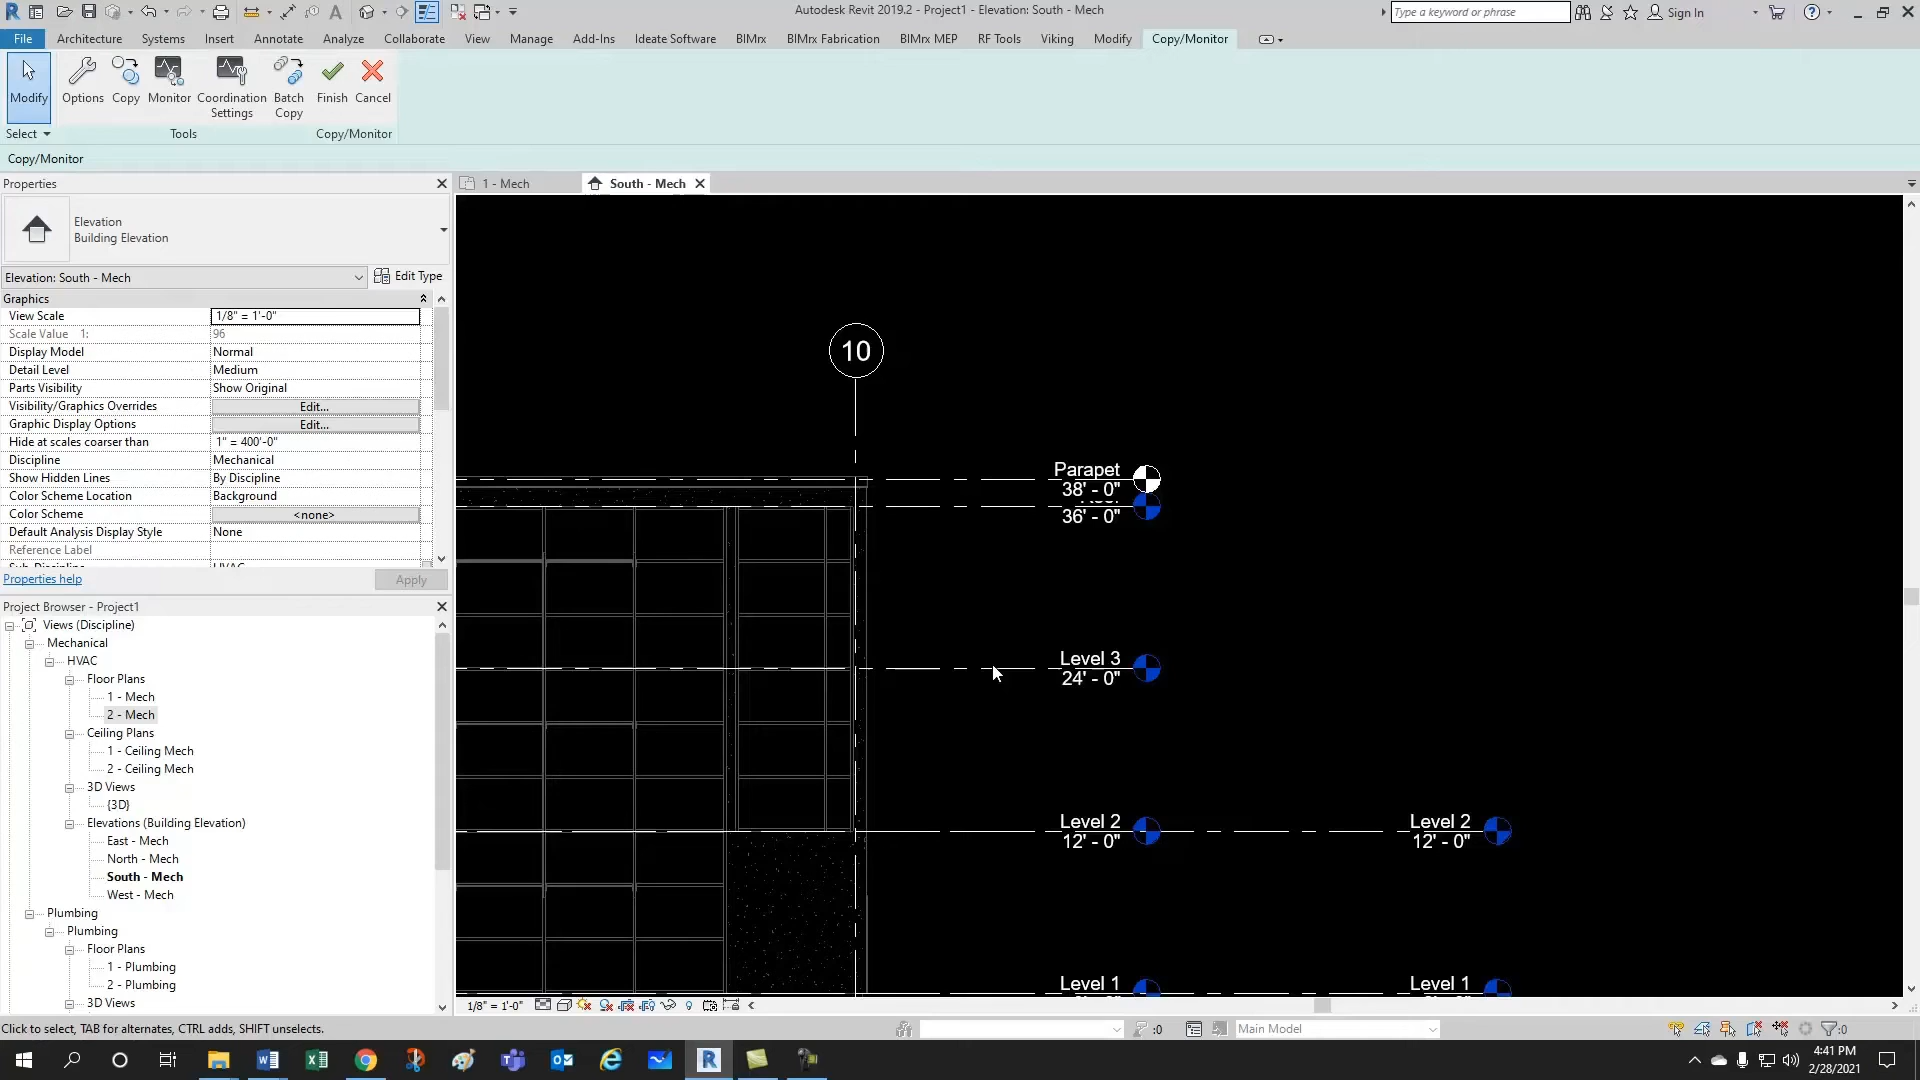 Autodesk Revit 2019.2 - Project1 - Elevation: South - Mech
Type a keyword or phrase
Sign In
File Architecture Systems Insert Annotate Analyze Collaborate View Manage Add-Ins Ideate Software BIMrx BIMrx Fabrication BIMrx MEP RF Tools Viking Modify Copy/Monitor
Modify Options Copy Monitor Coordination Settings Batch Copy Finish Cancel
Select Tools Copy/Monitor
Copy/Monitor
Properties
1 - Mech
South - Mech
Elevation
Building Elevation
Elevation: South - Mech
Edit Type
Graphics
View Scale 1/8" = 1'-0"
Scale Value 1: 96
Display Model Normal
Detail Level Medium
Parts Visibility Show Original
Visibility/Graphics Overrides Edit...
Graphic Display Options Edit...
Hide at scales coarser than 1" = 400'-0"
Discipline Mechanical
Show Hidden Lines By Discipline
Color Scheme Location Background
Color Scheme <none>
Default Analysis Display Style None
Reference Label
Properties help
Apply
Project Browser - Project1
Views (Discipline)
Mechanical
HVAC
Floor Plans
1 - Mech
2 - Mech
Ceiling Plans
1 - Ceiling Mech
2 - Ceiling Mech
3D Views
{3D}
Elevations (Building Elevation)
East - Mech
North - Mech
South - Mech
West - Mech
Plumbing
Plumbing
Floor Plans
1 - Plumbing
2 - Plumbing
3D Views
10
Parapet
38' - 0"
36' - 0"
Level 3
24' - 0"
Level 2
12' - 0"
Level 2
12' - 0"
Level 1
Level 1
1/8" = 1'-0"
Click to select, TAB for alternates, CTRL adds, SHIFT unselects.
:0
Main Model
:0
4:41 PM
2/28/2021